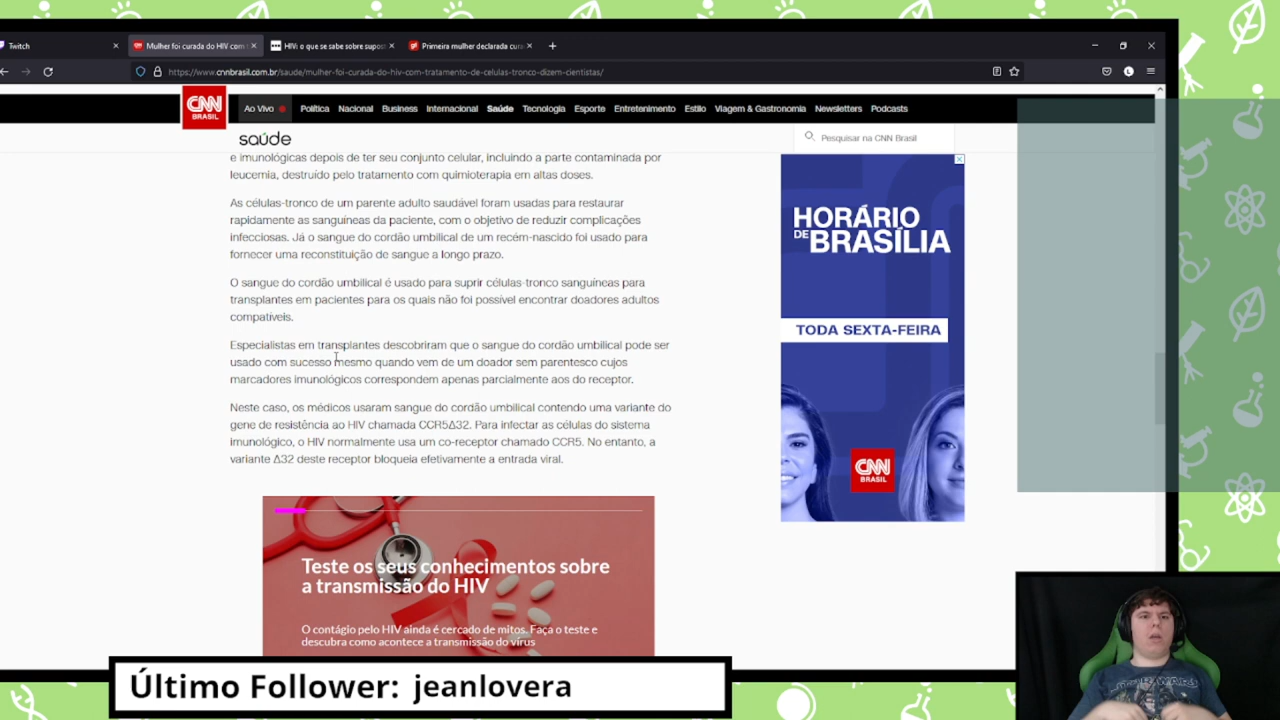 Twitch
Mulher foi curada do HIV com
HIV: o que se sabe sobre supos
Primeira mulher declarada cura
https://www.cnnbrasil.com.br/saude/mulher-foi-curada-do-hiv-com-tratamento-de-celulas-tronco-dizem-cientistas/
CNN
BRASIL
Ao Vivo
Política
Nacional
Business
Internacional
Saúde
Tecnologia
Esporte
Entretenimento
Estilo
Viagem & Gastronomia
Newsletters
Podcasts
saúde
Pesquisar na CNN Brasil
e imunológicas depois de ter seu conjunto celular, incluindo a parte contaminada por
leucemia, destruído pelo tratamento com quimioterapia em altas doses.
As células-tronco de um parente adulto saudável foram usadas para restaurar
rapidamente as sanguíneas da paciente, com o objetivo de reduzir complicações
infecciosas. Já o sangue do cordão umbilical de um recém-nascido foi usado para
fornecer uma reconstituição de sangue a longo prazo.
O sangue do cordão umbilical é usado para suprir células-tronco sanguíneas para
transplantes em pacientes para os quais não foi possível encontrar doadores adultos
compatíveis.
Especialistas em transplantes descobriram que o sangue do cordão umbilical pode ser
usado com sucesso mesmo quando vem de um doador sem parentesco cujos
marcadores imunológicos correspondem apenas parcialmente aos do receptor.
Neste caso, os médicos usaram sangue do cordão umbilical contendo uma variante do
gene de resistência ao HIV chamada CCR5Δ32. Para infectar as células do sistema
imunológico, o HIV normalmente usa um co-receptor chamado CCR5. No entanto, a
variante Δ32 deste receptor bloqueia efetivamente a entrada viral.
HORÁRIO
DE BRASÍLIA
TODA SEXTA-FEIRA
CNN
BRASIL
Teste os seus conhecimentos sobre
a transmissão do HIV
O contágio pelo HIV ainda é cercado de mitos. Faça o teste e
descubra como acontece a transmissão do vírus
Último Follower: jeanlovera